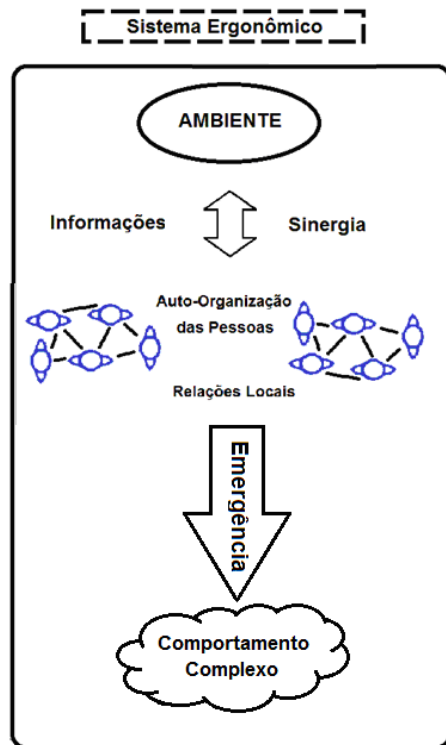 Sistema Ergonômico
AMBIENTE
Informações
Sinergia
Auto-Organização
das Pessoas
Relações Locais
Emergência
Comportamento
Complexo